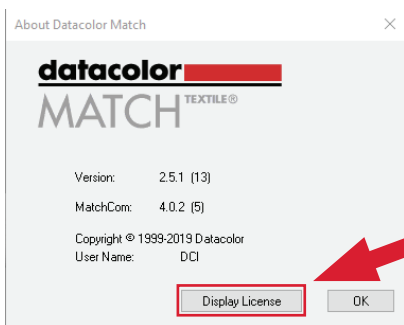 About Datacolor Match
datacolor
MATCH TEXTILE®
Version: 2.5.1 (13)
MatchCom: 4.0.2 (5)
Copyright © 1999-2019 Datacolor
User Name: DCI
Display License OK